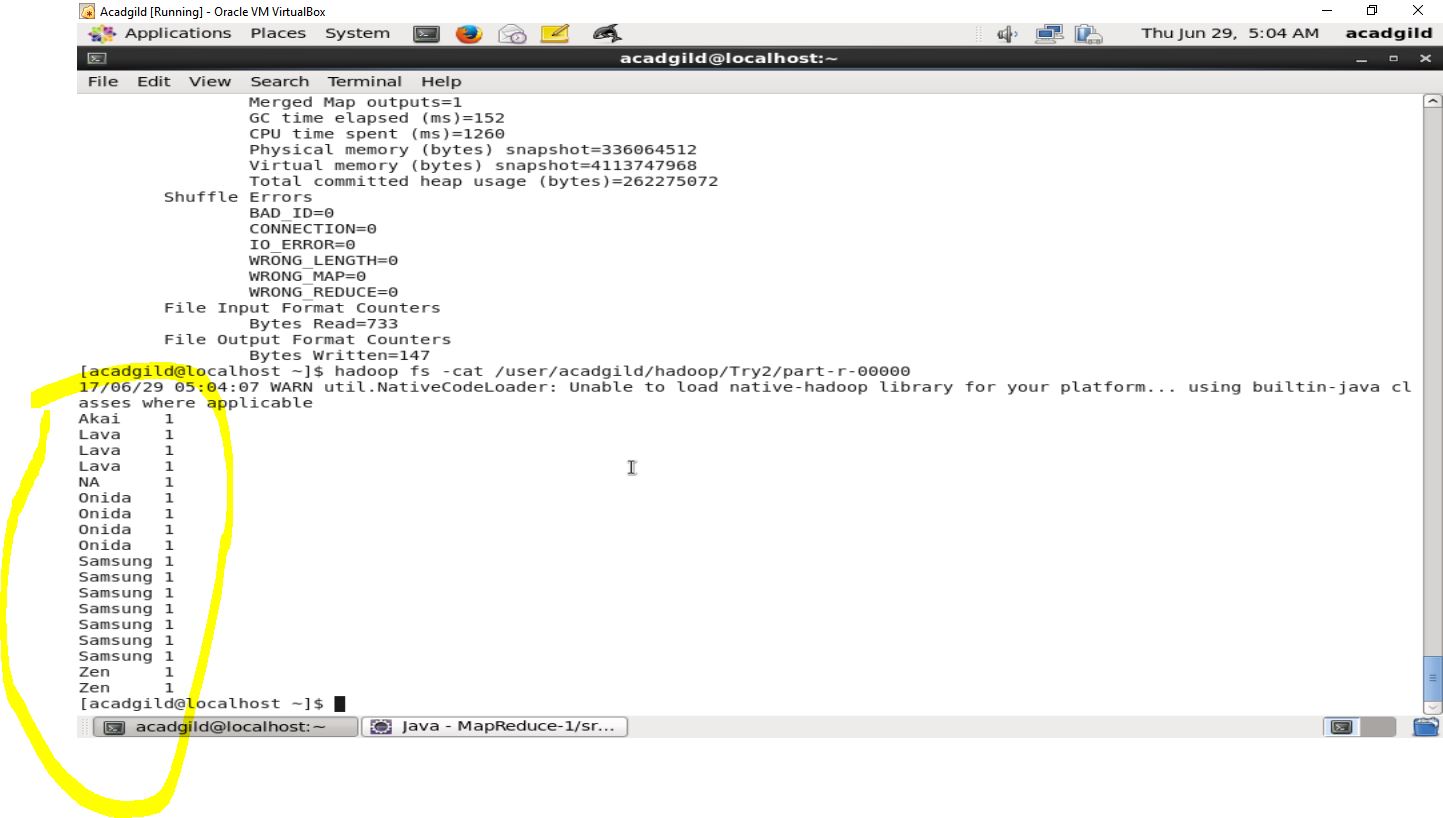 Acadgild [Running] - Oracle VM VirtualBox
Applications Places System Thu Jun 29, 5:04 AM acadgild
acadgild@localhost:~
File Edit View Search Terminal Help
Merged Map outputs=1
GC time elapsed (ms)=152
CPU time spent (ms)=1260
Physical memory (bytes) snapshot=336064512
Virtual memory (bytes) snapshot=4113747968
Total committed heap usage (bytes)=262275072
Shuffle Errors
BAD_ID=0
CONNECTION=0
IO_ERROR=0
WRONG_LENGTH=0
WRONG_MAP=0
WRONG_REDUCE=0
File Input Format Counters
Bytes Read=733
File Output Format Counters
Bytes Written=147
[acadgild@localhost ~]$ hadoop fs -cat /user/acadgild/hadoop/Try2/part-r-00000
17/06/29 05:04:07 WARN util.NativeCodeLoader: Unable to load native-hadoop library for your platform... using builtin-java cl
asses where applicable
Akai 1
Lava 1
Lava 1
Lava 1
NA 1
Onida 1
Onida 1
Onida 1
Onida 1
Samsung 1
Samsung 1
Samsung 1
Samsung 1
Samsung 1
Samsung 1
Samsung 1
Zen 1
Zen 1
[acadgild@localhost ~]$
acadgild@localhost:~ Java - MapReduce-1/sr...